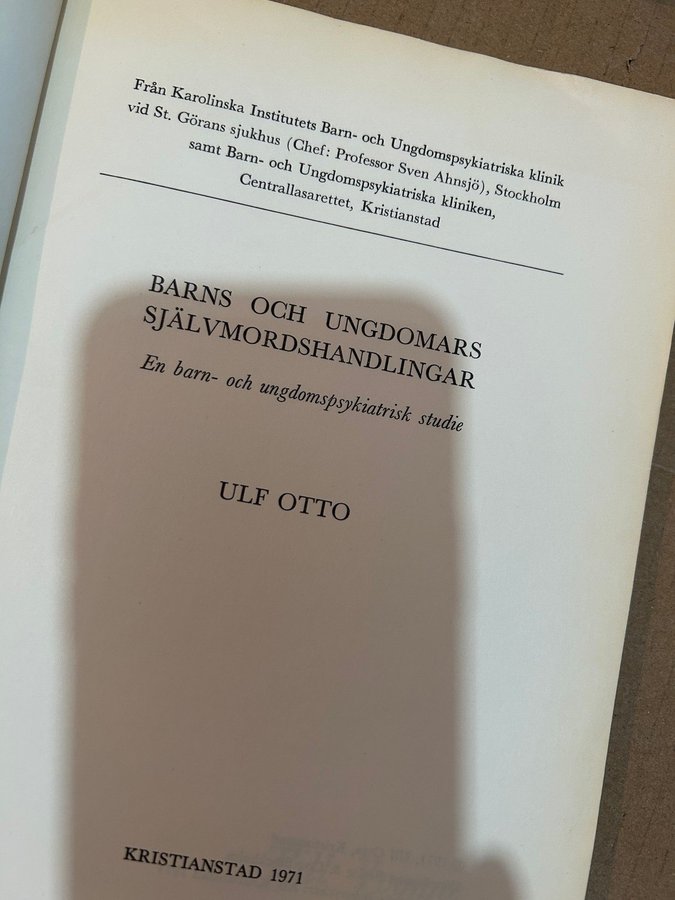 Från Karolinska Institutets Barn- och Ungdomspsykiatriska klinik
vid St. Görans sjukhus (Chef: Professor Sven Ahnsjö), Stockholm
samt Barn- och Ungdomspsykiatriska kliniken,
Centrallasarettet, Kristianstad
BARNS OCH UNGDOMARS
SJÄLVMORDSHANDLINGAR
En barn- och ungdomspsykiatrisk studie
ULF OTTO
KRISTIANSTAD 1971